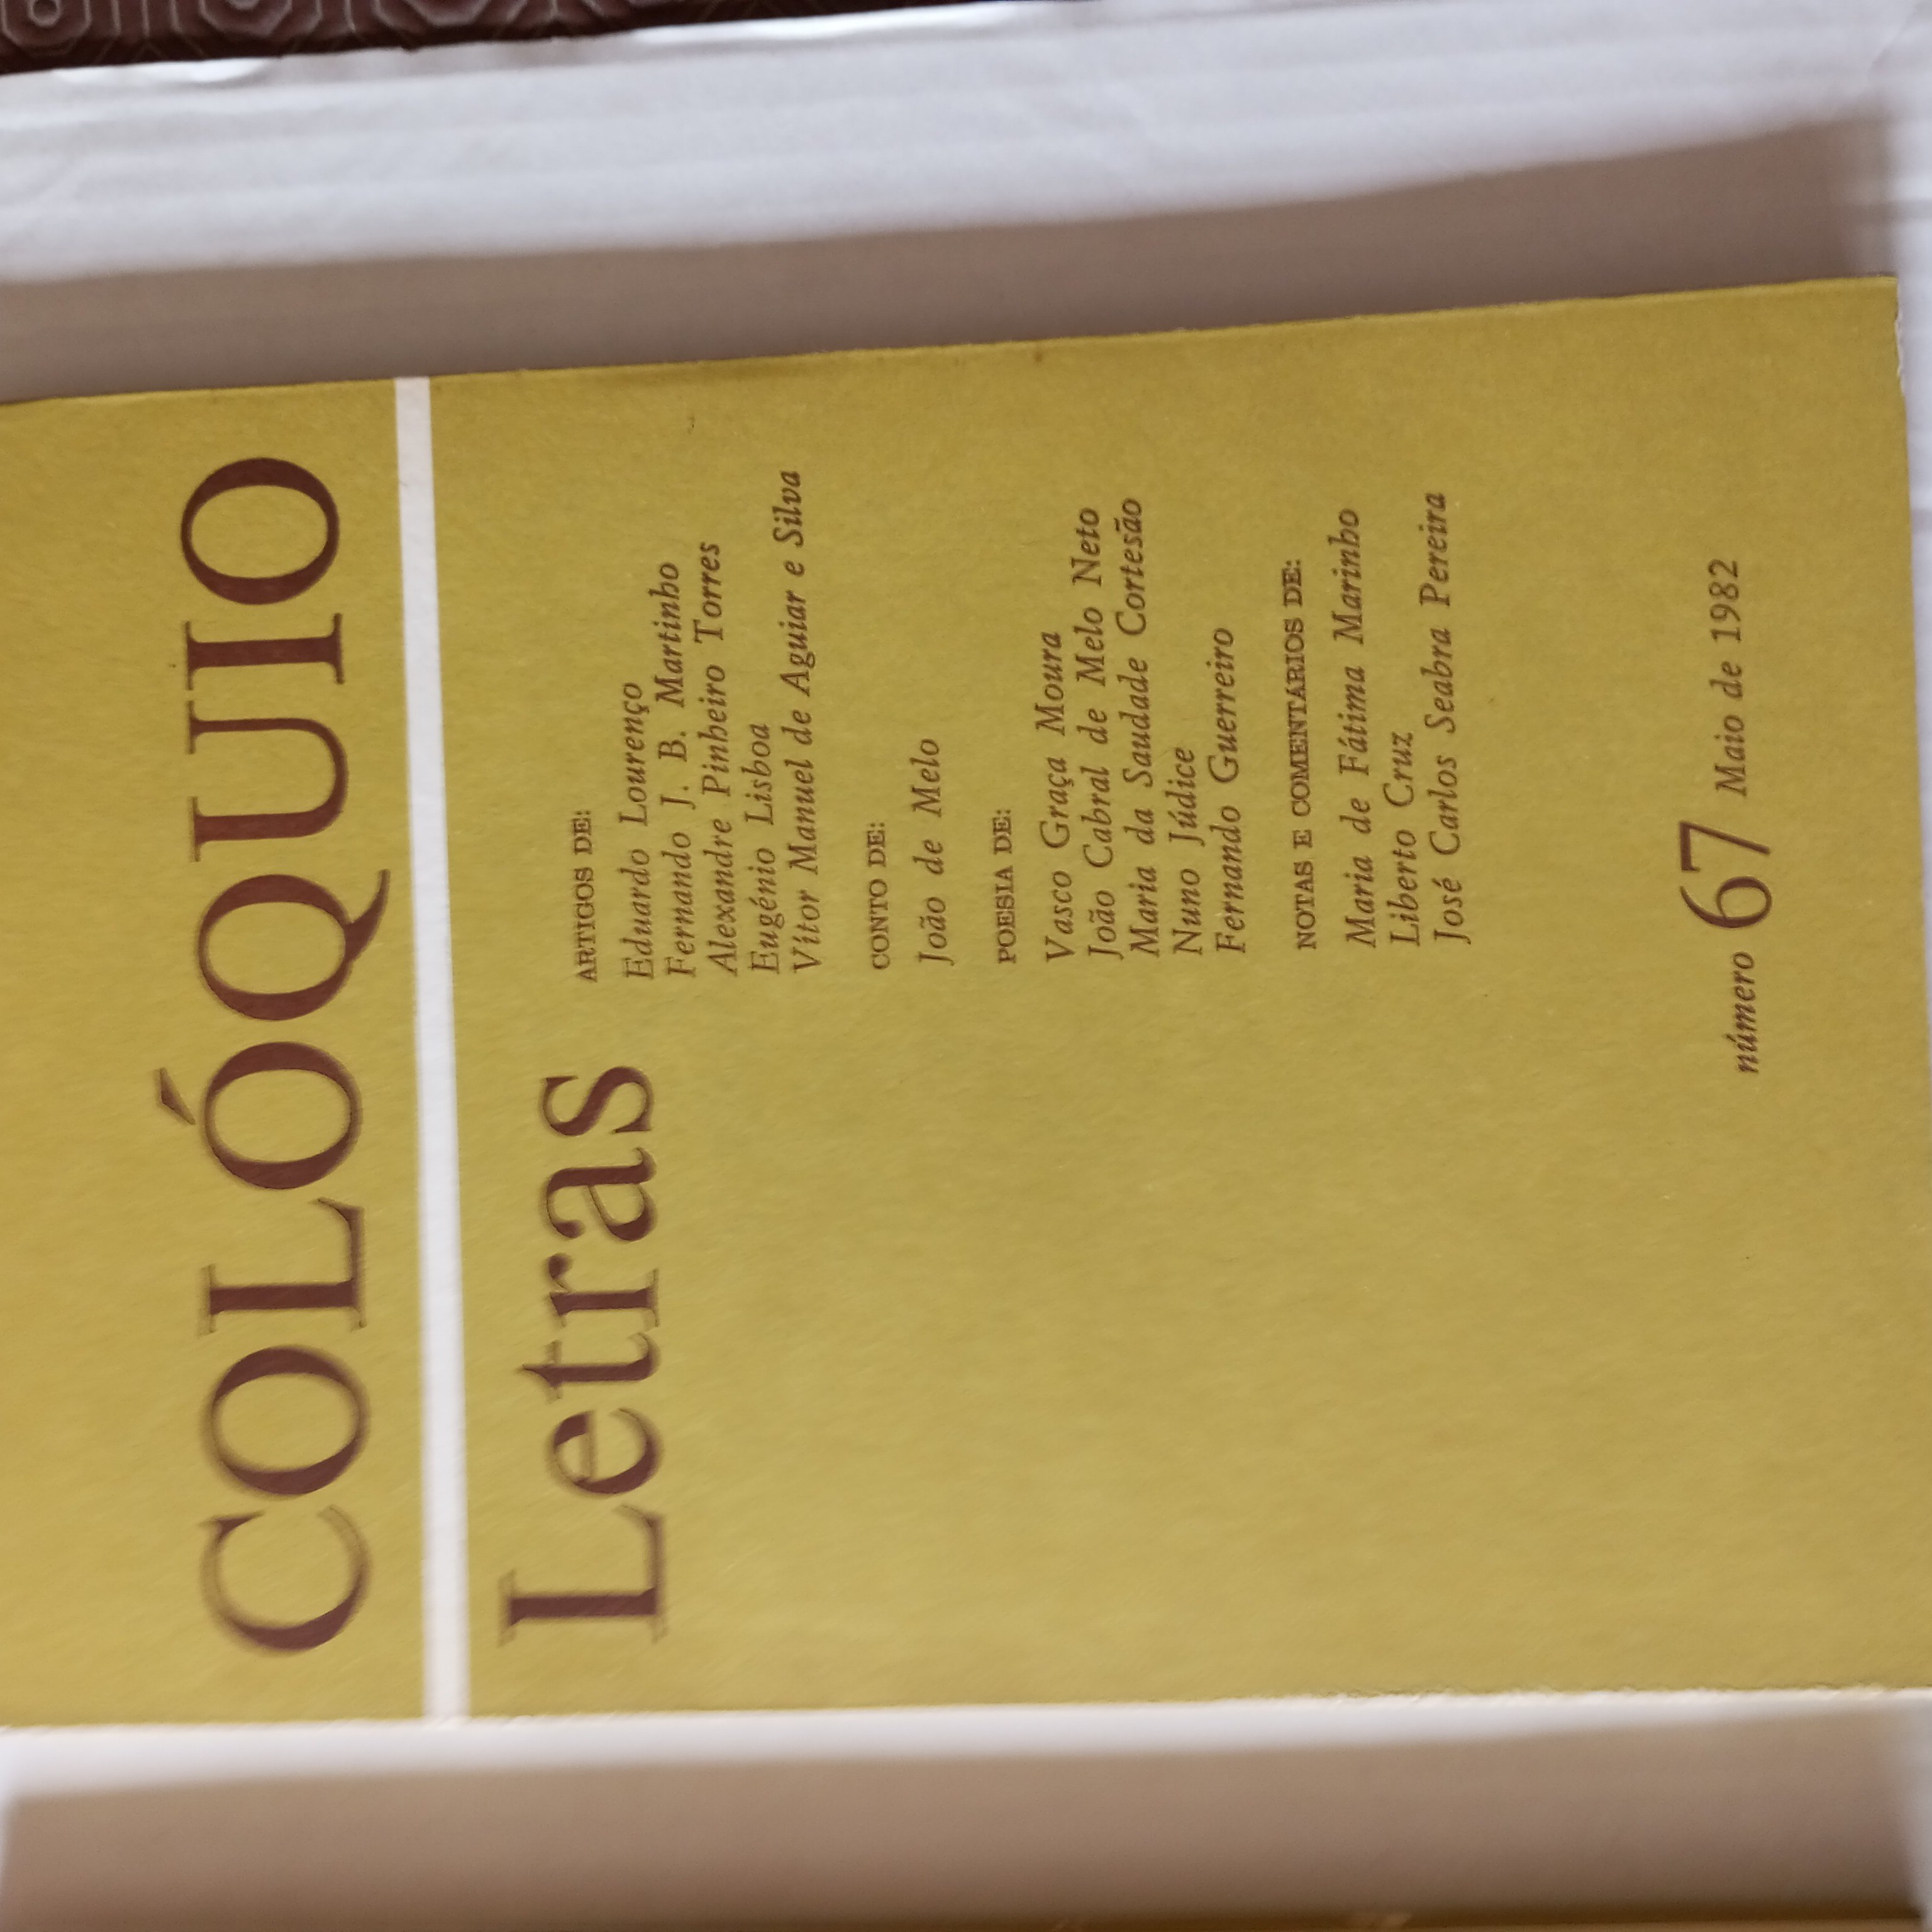 COLÓQUIO
Letras
ARTIGOS DE:
Eduardo Lourenço
Fernando J. B. Martinho
Alexandre Pinheiro Torres
Eugénio Lisboa
Vítor Manuel de Aguiar e Silva
CONTO DE:
João de Melo
POESIA DE:
Vasco Graça Moura
João Cabral de Melo Neto
Maria da Saudade Cortesão
Nuno Júdice
Fernando Guerreiro
NOTAS E COMENTÁRIOS DE:
Maria de Fátima Marinho
Liberto Cruz
José Carlos Seabra Pereira
número 67 Maio de 1982